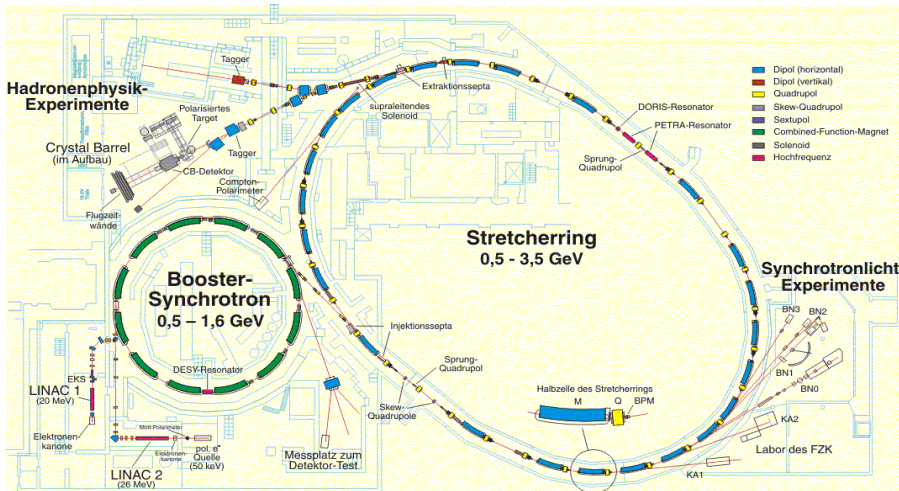 Tagger
Hadronenphysik-
Experimente
Polarisiertes
Target
Crystal Barrel
(im Aufbau)
Tagger
CB-Detektor
Compton-
Polarimeter
Flugzeit
wände
Extraktionssepta
supraleitendes
Solenoid
DORIS-Resonator
PETRA-Resonator
Sprung-
Quadrupol
Dipol (horizontal)
Dipol (vertikal)
Quadrupol
Skew-Quadrupol
Sextupol
Combined-Function-Magnet
Solenoid
Hochfrequenz
Stretcherring
0,5 - 3,5 GeV
Booster-
Synchrotron
0,5 – 1,6 GeV
DESY-Resonator
Injektionssepta
Sprung-
Quadrupol
Skew-
Quadrupole
Synchrotronlicht
Experimente
BN3
BN2
BN1
BN0
KA2
Labor des FZK
KA1
Halbzelle des Stretcherrings
M
Q
BPM
EKS
LINAC 1
(20 MeV)
Elektronen
kanone
Mott-Polarimeter
Elektronen-
kanone
pol. e⁻
Quelle
(50 keV)
LINAC 2
(26 MeV)
Messplatz zum
Detektor-Test